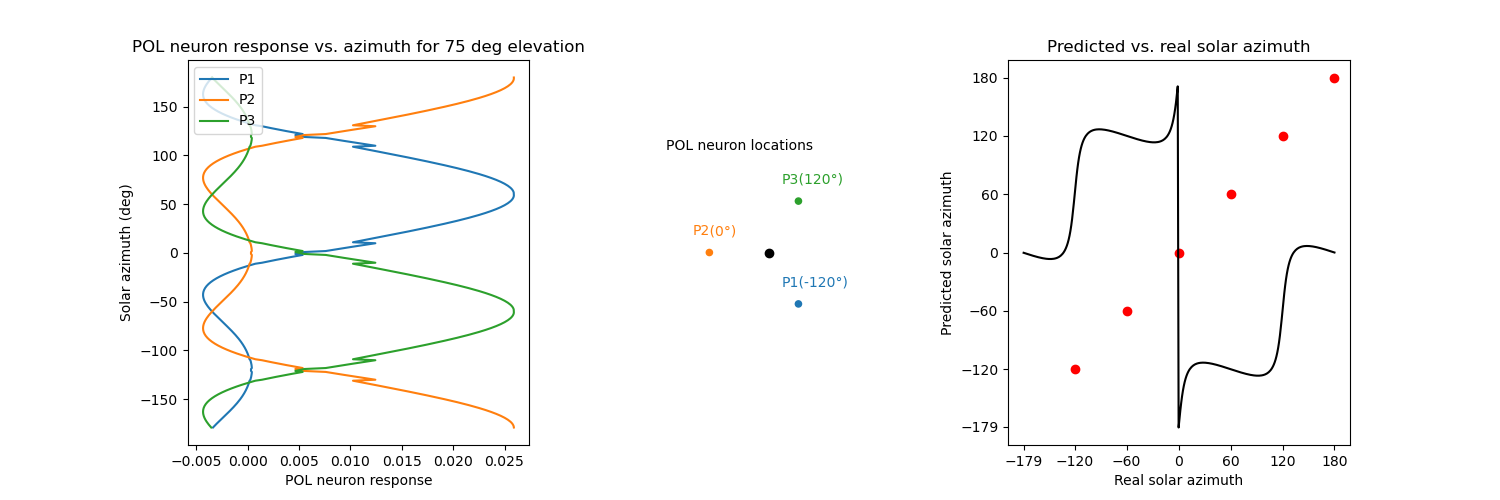 POL neuron response vs. azimuth for 75 deg elevation
P1
P2
P3
150
100
50
0
−50
−100
−150
Solar azimuth (deg)
−0.005 0.000 0.005 0.010 0.015 0.020 0.025
POL neuron response
POL neuron locations
P3(120°)
P2(0°)
P1(-120°)
Predicted vs. real solar azimuth
180
120
60
0
−60
−120
−179
Predicted solar azimuth
−179 −120 −60 0 60 120 180
Real solar azimuth